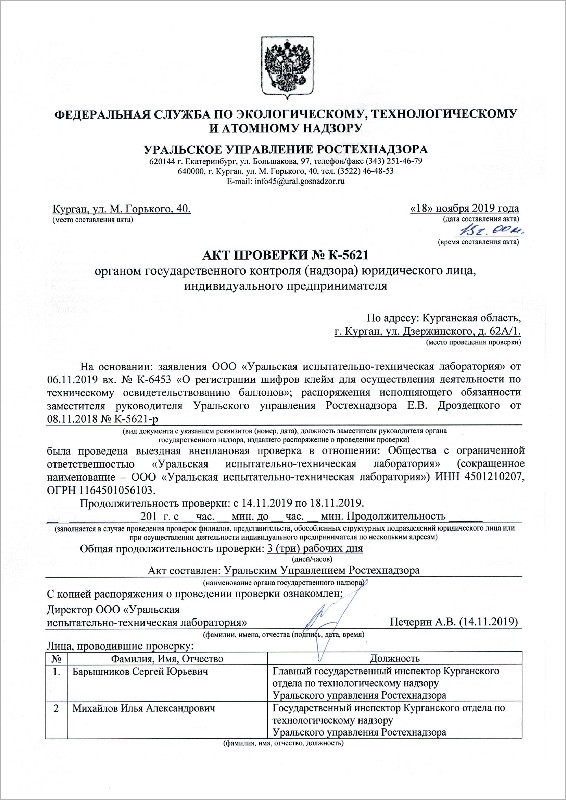 ФЕДЕРАЛЬНАЯ СЛУЖБА ПО ЭКОЛОГИЧЕСКОМУ, ТЕХНОЛОГИЧЕСКОМУ
И АТОМНОМУ НАДЗОРУ
УРАЛЬСКОЕ УПРАВЛЕНИЕ РОСТЕХНАДЗОРА
620144 г. Екатеринбург, ул. Большакова, 97, телефон/факс (343) 251-46-79
640000, г. Курган, ул. М. Горького, 40, тел. (3522) 46-48-53
E-mail: info45@ural.gosnadzor.ru
Курган, ул. М. Горького, 40.
(место составления акта)
«18» ноября 2019 года
(дата составления акта)
15 ч. 00 м.
(время составления акта)
АКТ ПРОВЕРКИ № К-5621
органом государственного контроля (надзора) юридического лица,
индивидуального предпринимателя
По адресу: Курганская область,
г. Курган, ул. Дзержинского, д. 62А/1.
(место проведения проверки)
На основании: заявления ООО «Уральская испытательно-техническая лаборатория» от
06.11.2019 вх. № К-6453 «О регистрации шифров клейм для осуществления деятельности по
техническому освидетельствованию баллонов»; распоряжения исполняющего обязанности
заместителя руководителя Уральского управления Ростехнадзора Е.В. Дроздецкого от
08.11.2018 № К-5621-р
(вид документа с указанием реквизитов (номер, дата), должность заместителя руководителя органа
государственного надзора, издавшего распоряжение о проведении проверки)
была проведена выездная внеплановая проверка в отношении: Общества с ограниченной
ответственностью «Уральская испытательно-техническая лаборатория» (сокращенное
наименование – ООО «Уральская испытательно-техническая лаборатория») ИНН 4501210207,
ОГРН 1164501056103.
Продолжительность проверки: с 14.11.2019 по 18.11.2019.
__ ________ 201 г. с __ час. __ мин. до __ час. __ мин. Продолжительность ______
(заполняется в случае проведения проверок филиалов, представительств, обособленных структурных подразделений юридического лица или
при осуществлении деятельности индивидуального предпринимателя по нескольким адресам)
Общая продолжительность проверки: 3 (три) рабочих дня
(дней/часов)
Акт составлен: Уральским Управлением Ростехнадзора
(наименование органа государственного надзора)
С копией распоряжения о проведении проверки ознакомлен:
Директор ООО «Уральская
испытательно-техническая лаборатория» Печерин А.В. (14.11.2019)
(фамилии, имена, отчества (подпись, дата, время)
Лица, проводившие проверку:
№ Фамилия, Имя, Отчество Должность
1. Барышников Сергей Юрьевич Главный государственный инспектор Курганского
отдела по технологическому надзору
Уральского управления Ростехнадзора
2 Михайлов Илья Александрович Государственный инспектор Курганского отдела по
технологическому надзору
Уральского управления Ростехнадзора
(фамилия, имя, отчество, должность)